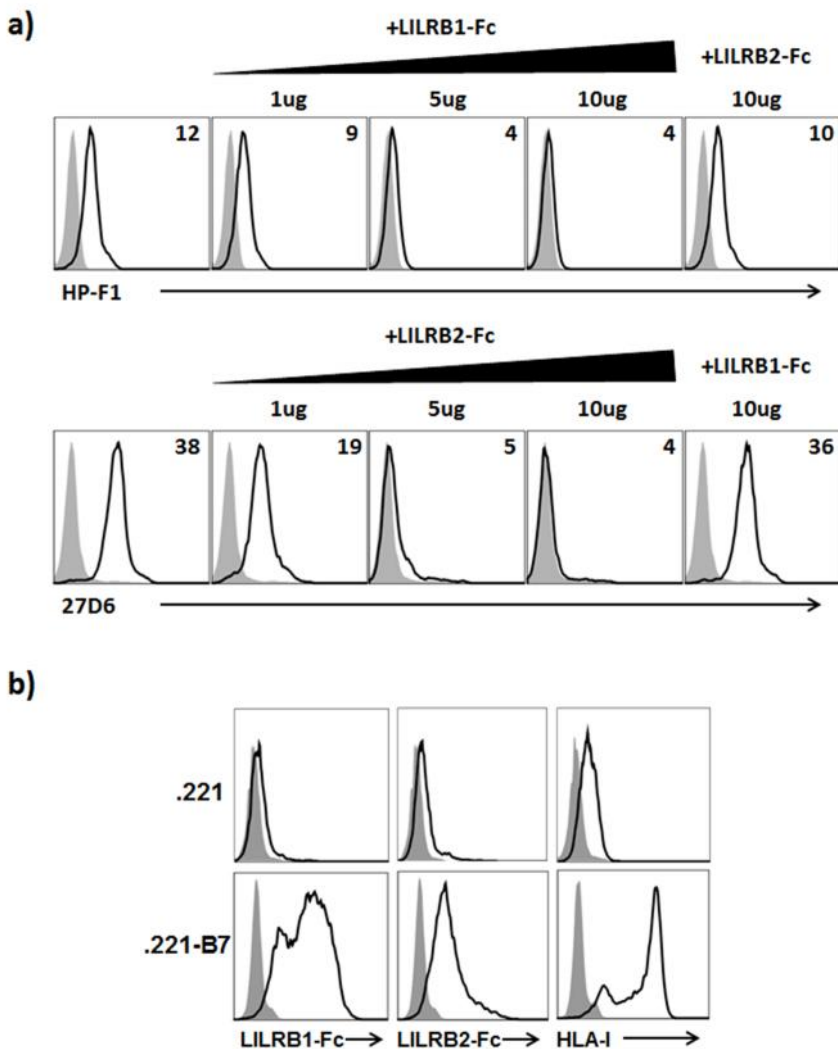 a)
+LILRB1-Fc
+LILRB2-Fc
1ug 5ug 10ug 10ug
12 9 4 4 10
HP-F1
+LILRB2-Fc
+LILRB1-Fc
1ug 5ug 10ug 10ug
38 19 5 4 36
27D6
b)
.221
.221-B7
LILRB1-Fc LILRB2-Fc HLA-I